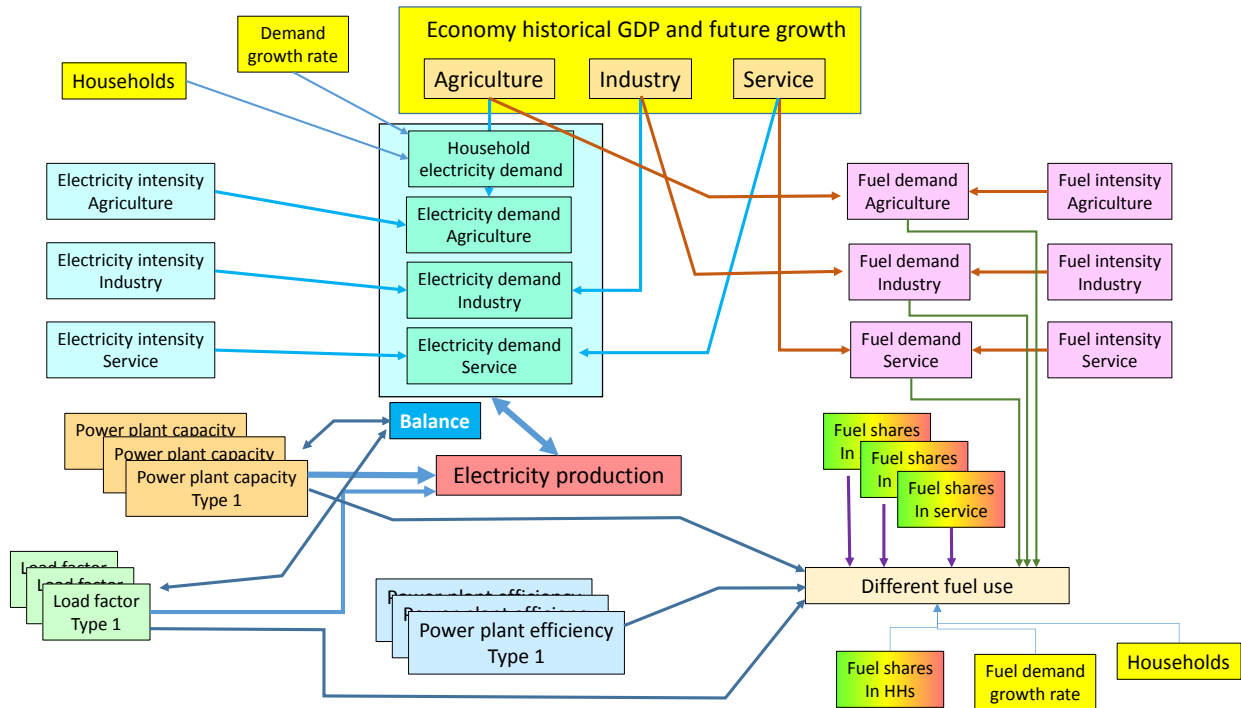 Economy historical GDP and future growth
Agriculture
Industry
Service
Demand
growth rate
Households
Household
electricity demand
Electricity intensity
Agriculture
Electricity demand
Agriculture
Fuel demand
Agriculture
Fuel intensity
Agriculture
Electricity intensity
Industry
Electricity demand
Industry
Fuel demand
Industry
Fuel intensity
Industry
Electricity intensity
Service
Electricity demand
Service
Fuel demand
Service
Fuel intensity
Service
Balance
Power plant capacity
Power plant capacity
Power plant capacity
Type 1
Electricity production
Fuel shares
In
Fuel shares
In
Fuel shares
In service
Load factor
Load factor
Load factor
Type 1
Power plant efficiency
Power plant efficiency
Power plant efficiency
Type 1
Different fuel use
Fuel shares
In HHs
Fuel demand
growth rate
Households